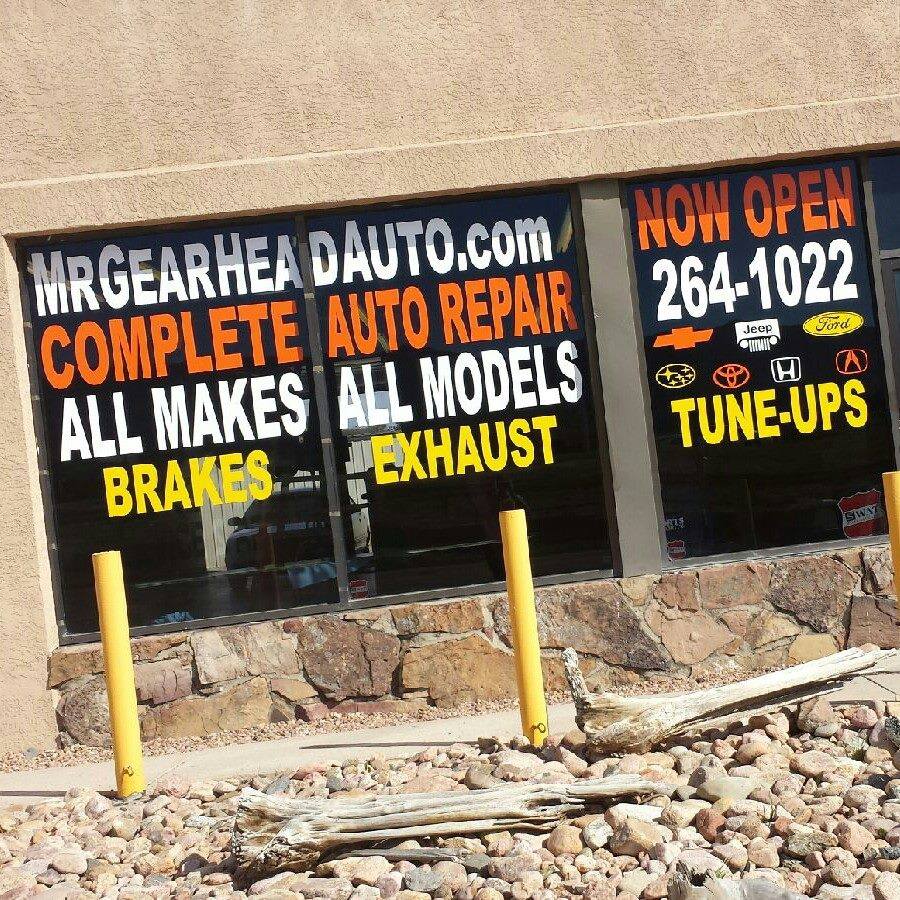 MRGEARHEADAUTO.com
COMPLETE AUTO REPAIR
ALL MAKES ALL MODELS
BRAKES EXHAUST
NOW OPEN
264-1022
Jeep
Ford
TUNE-UPS